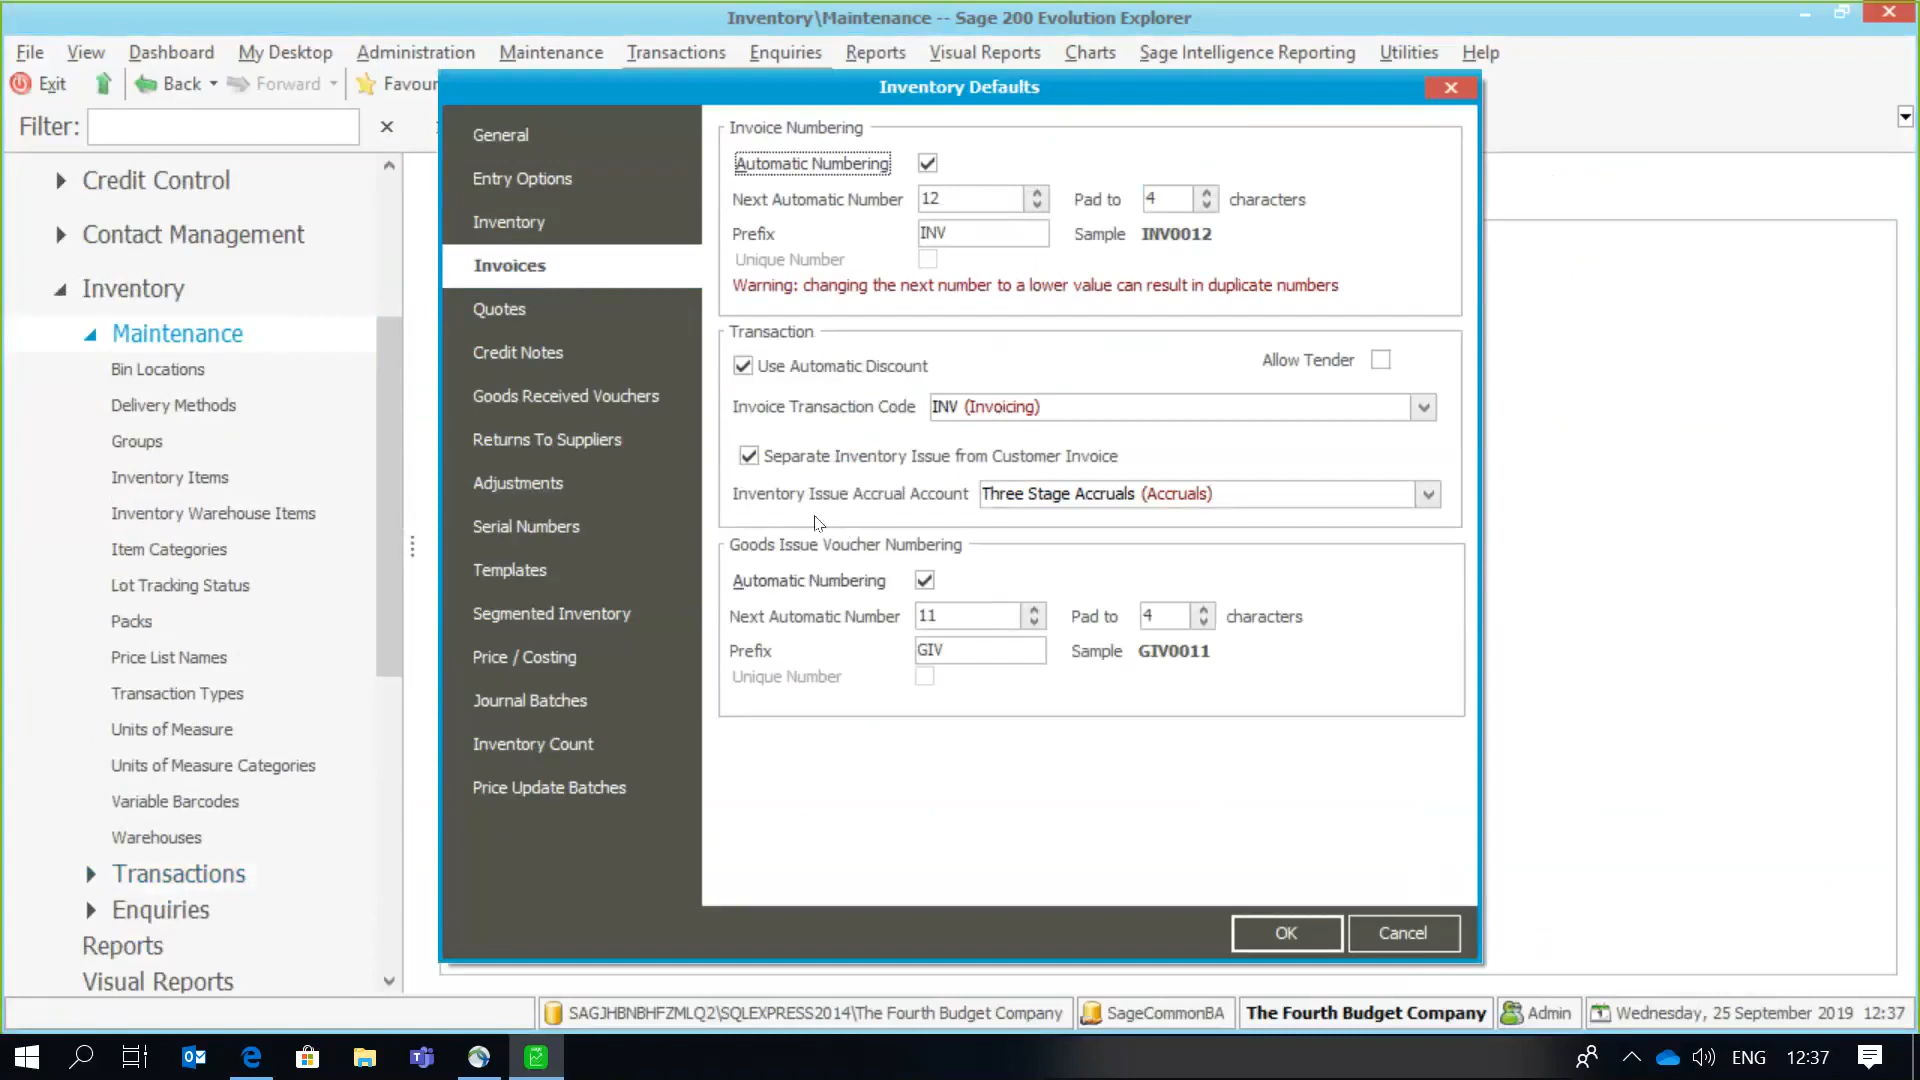 Inventory\Maintenance -- Sage 200 Evolution Explorer
File View Dashboard My Desktop Administration Maintenance Transactions Enquiries Reports Visual Reports Charts Sage Intelligence Reporting Utilities Help
Exit Back Forward Favour
Filter:
Credit Control
Contact Management
Inventory
Maintenance
Bin Locations
Delivery Methods
Groups
Inventory Items
Inventory Warehouse Items
Item Categories
Lot Tracking Status
Packs
Price List Names
Transaction Types
Units of Measure
Units of Measure Categories
Variable Barcodes
Warehouses
Transactions
Enquiries
Reports
Visual Reports
Inventory Defaults
General
Entry Options
Inventory
Invoices
Quotes
Credit Notes
Goods Received Vouchers
Returns To Suppliers
Adjustments
Serial Numbers
Templates
Segmented Inventory
Price / Costing
Journal Batches
Inventory Count
Price Update Batches
Invoice Numbering
Automatic Numbering
Next Automatic Number 12 Pad to 4 characters
Prefix INV Sample INV0012
Unique Number
Warning: changing the next number to a lower value can result in duplicate numbers
Transaction
Use Automatic Discount Allow Tender
Invoice Transaction Code INV (Invoicing)
Separate Inventory Issue from Customer Invoice
Inventory Issue Accrual Account Three Stage Accruals (Accruals)
Goods Issue Voucher Numbering
Automatic Numbering
Next Automatic Number 11 Pad to 4 characters
Prefix GIV Sample GIV0011
Unique Number
OK Cancel
SAGJHBNBHFZMLQ2\SQLEXPRESS2014\The Fourth Budget Company SageCommonBA The Fourth Budget Company Admin Wednesday, 25 September 2019 12:37
ENG 12:37